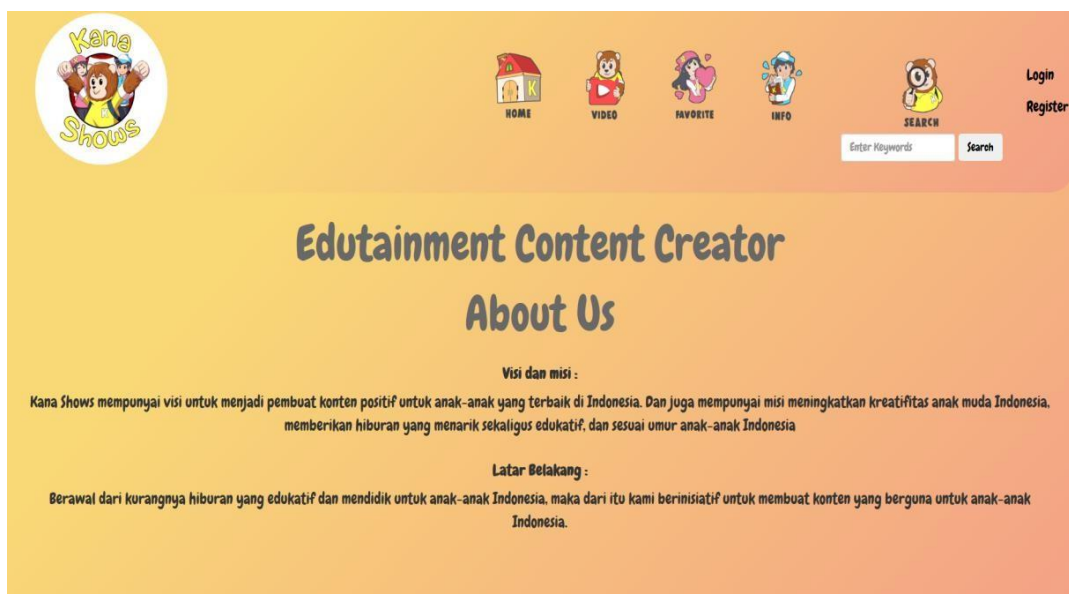 Kana
Shows
K
HOME
VIDEO
FAVORITE
INFO
SEARCH
Enter Keywords
Search
Login
Register
Edutainment Content Creator
About Us
Visi dan misi :
Kana Shows mempunyai visi untuk menjadi pembuat konten positif untuk anak-anak yang terbaik di Indonesia. Dan juga mempunyai misi meningkatkan kreatifitas anak muda Indonesia,
memberikan hiburan yang menarik sekaligus edukatif, dan sesuai umur anak-anak Indonesia
Latar Belakang :
Berawal dari kurangnya hiburan yang edukatif dan mendidik untuk anak-anak Indonesia, maka dari itu kami berinisiatif untuk membuat konten yang berguna untuk anak-anak
Indonesia.